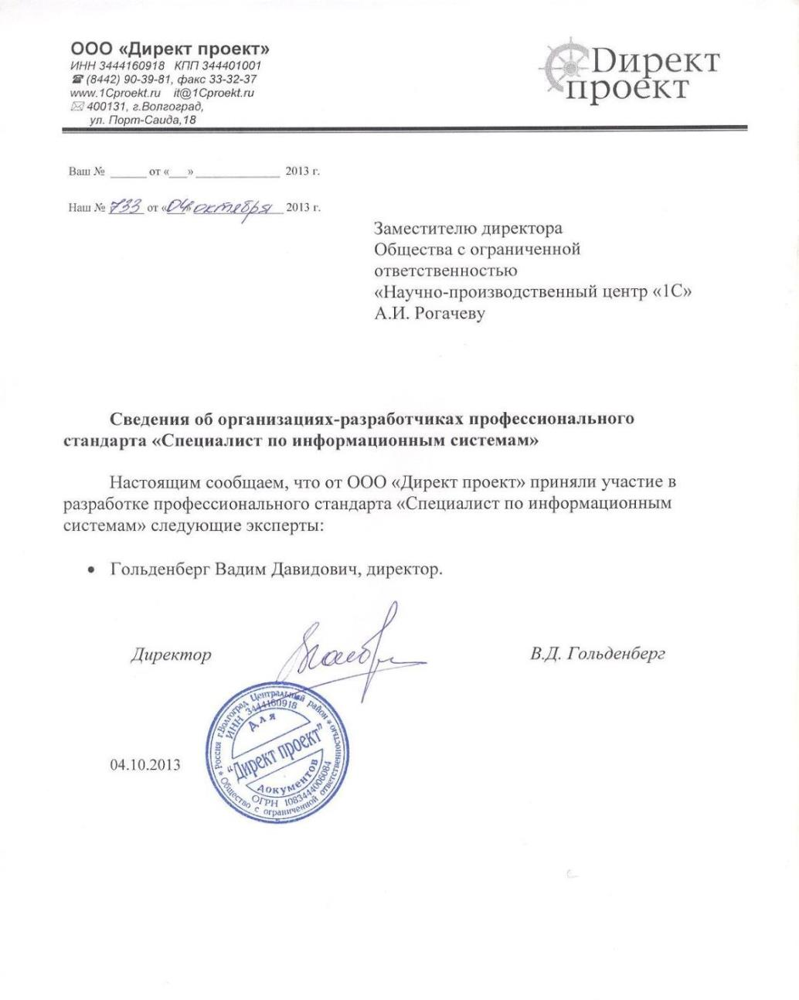 ООО «Директ проект»
ИНН 3444160918 КПП 344401001
☎ (8442) 90-39-81, факс 33-32-37
www.1Cproekt.ru it@1Cproekt.ru
✉ 400131, г.Волгоград,
ул. Порт-Саида,18
Директ
проект
Ваш № ______ от «___» ______________ 2013 г.
Наш № 733 от «04» октября 2013 г.
Заместителю директора
Общества с ограниченной
ответственностью
«Научно-производственный центр «1С»
А.И. Рогачеву
Сведения об организациях-разработчиках профессионального
стандарта «Специалист по информационным системам»
Настоящим сообщаем, что от ООО «Директ проект» приняли участие в
разработке профессионального стандарта «Специалист по информационным
системам» следующие эксперты:
• Гольденберг Вадим Давидович, директор.
Директор В.Д. Гольденберг
04.10.2013
* Россия г.Волгоград Центральный район *
Общество с ограниченной ответственностью
ИНН 3444160918
Для
"Директ проект"
документов
ОГРН 1083444006084